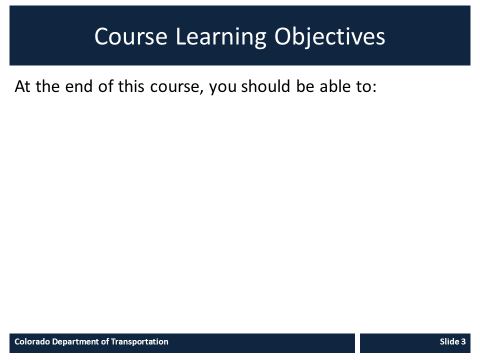 Course Learning Objectives
At the end of this course, you should be able to:
Colorado Department of Transportation
Slide 3